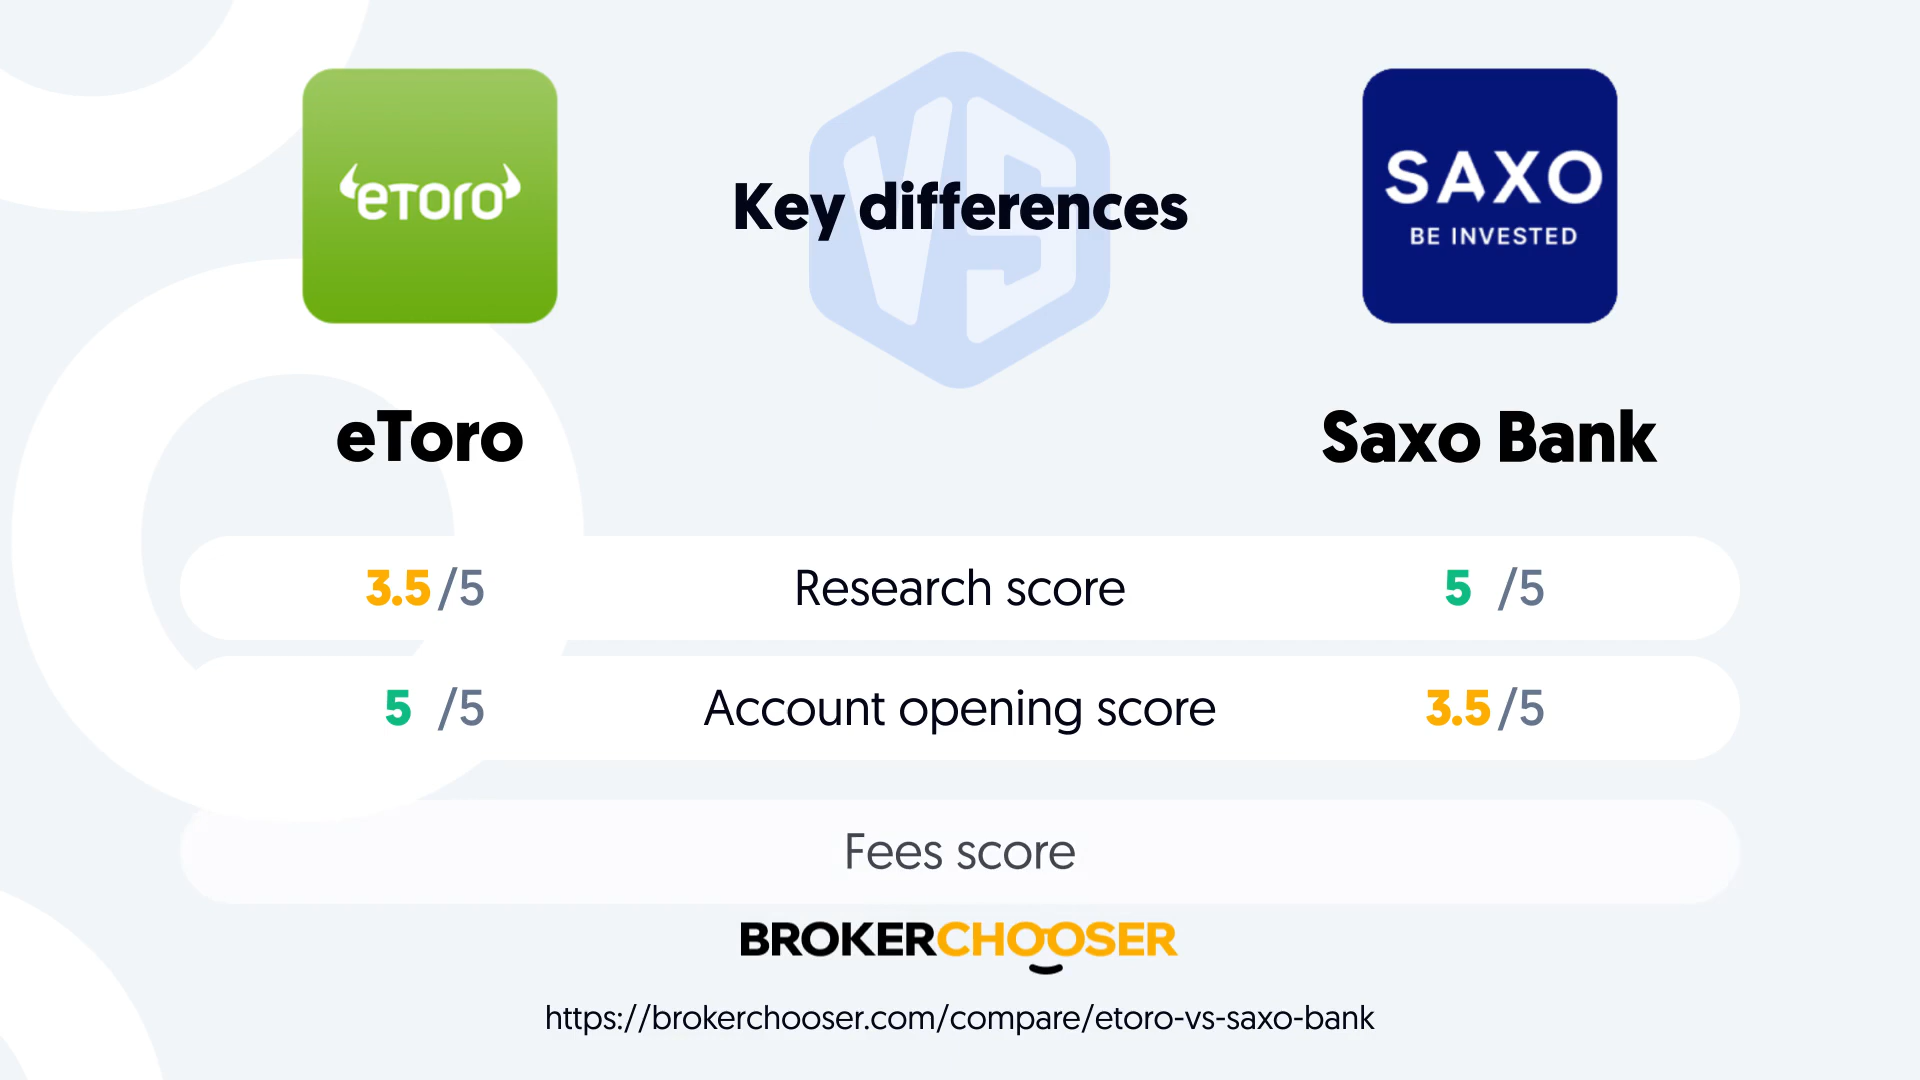 eTORO
VS
Key differences
SAXO
BE INVESTED
eToro
Saxo Bank
3.5/5 Research score 5 /5
5 /5 Account opening score 3.5/5
Fees score
BROKERCHOOSER
https://brokerchooser.com/compare/etoro-vs-saxo-bank